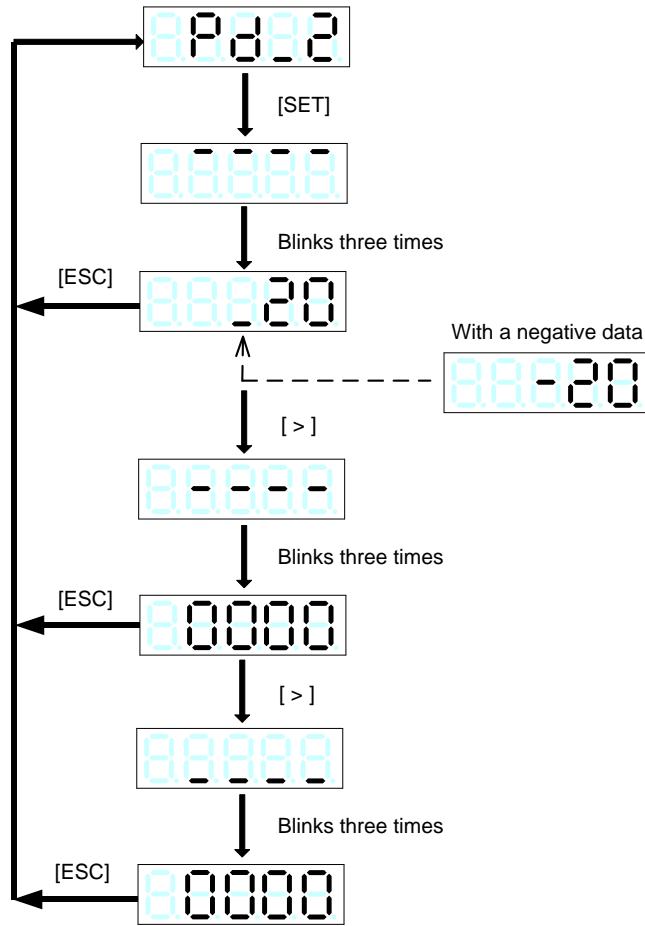 Pd_2
[SET]
- - - -
Blinks three times
[ESC]
_20
With a negative data
-20
[ > ]
- - - -
Blinks three times
[ESC]
0000
[ > ]
_ _ _ _
Blinks three times
[ESC]
0000